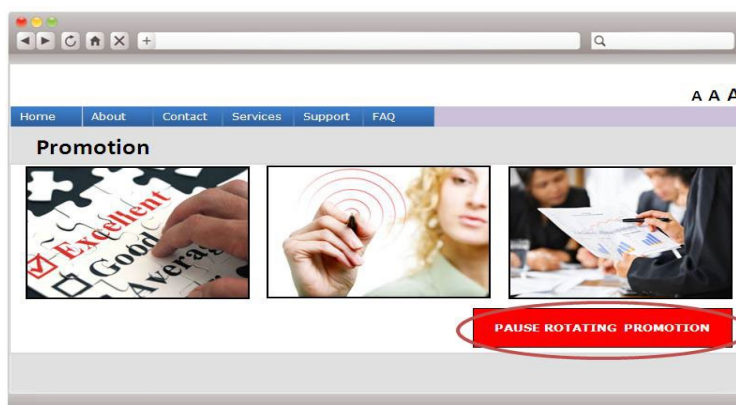 A A A
Home About Contact Services Support FAQ
Promotion
Excellent
Good
Average
PAUSE ROTATING PROMOTION